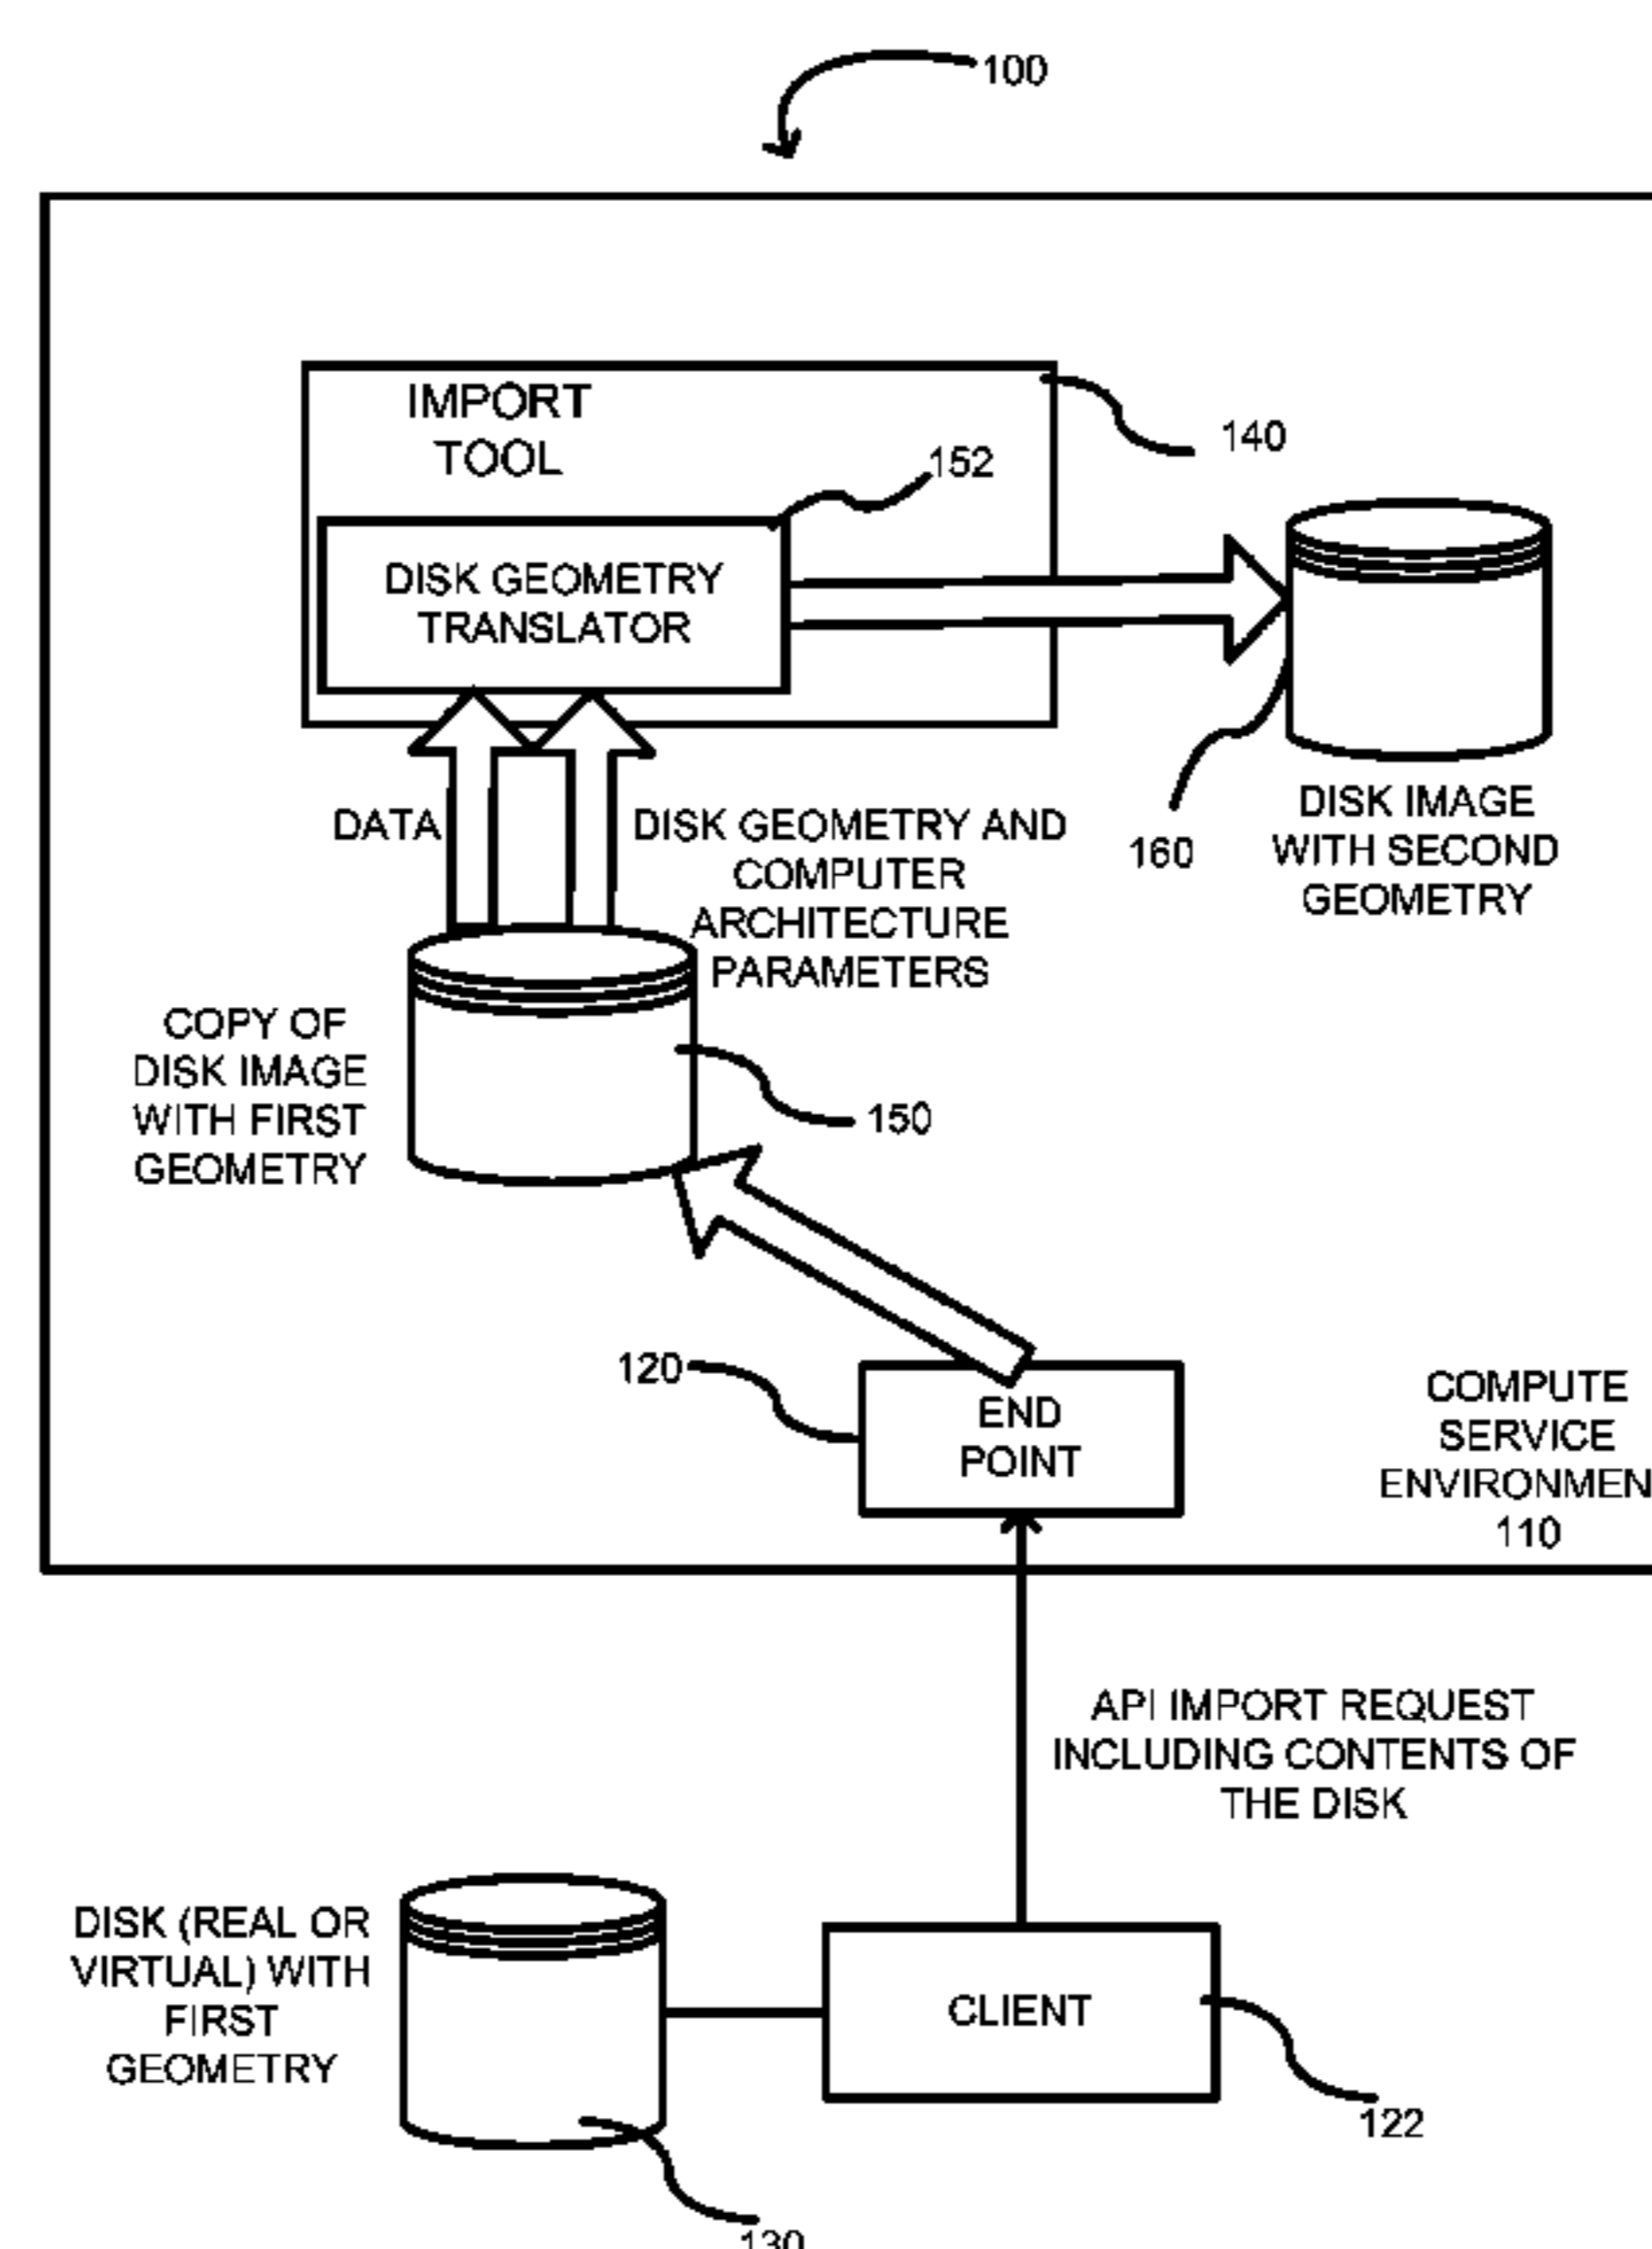 100
IMPORT
TOOL
140
152
DISK GEOMETRY
TRANSLATOR
DATA
DISK GEOMETRY AND
COMPUTER
ARCHITECTURE
PARAMETERS
160
DISK IMAGE
WITH SECOND
GEOMETRY
COPY OF
DISK IMAGE
WITH FIRST
GEOMETRY
150
120
END
POINT
COMPUTE
SERVICE
ENVIRONMEN
110
API IMPORT REQUEST
INCLUDING CONTENTS OF
THE DISK
DISK (REAL OR
VIRTUAL) WITH
FIRST
GEOMETRY
CLIENT
122
130